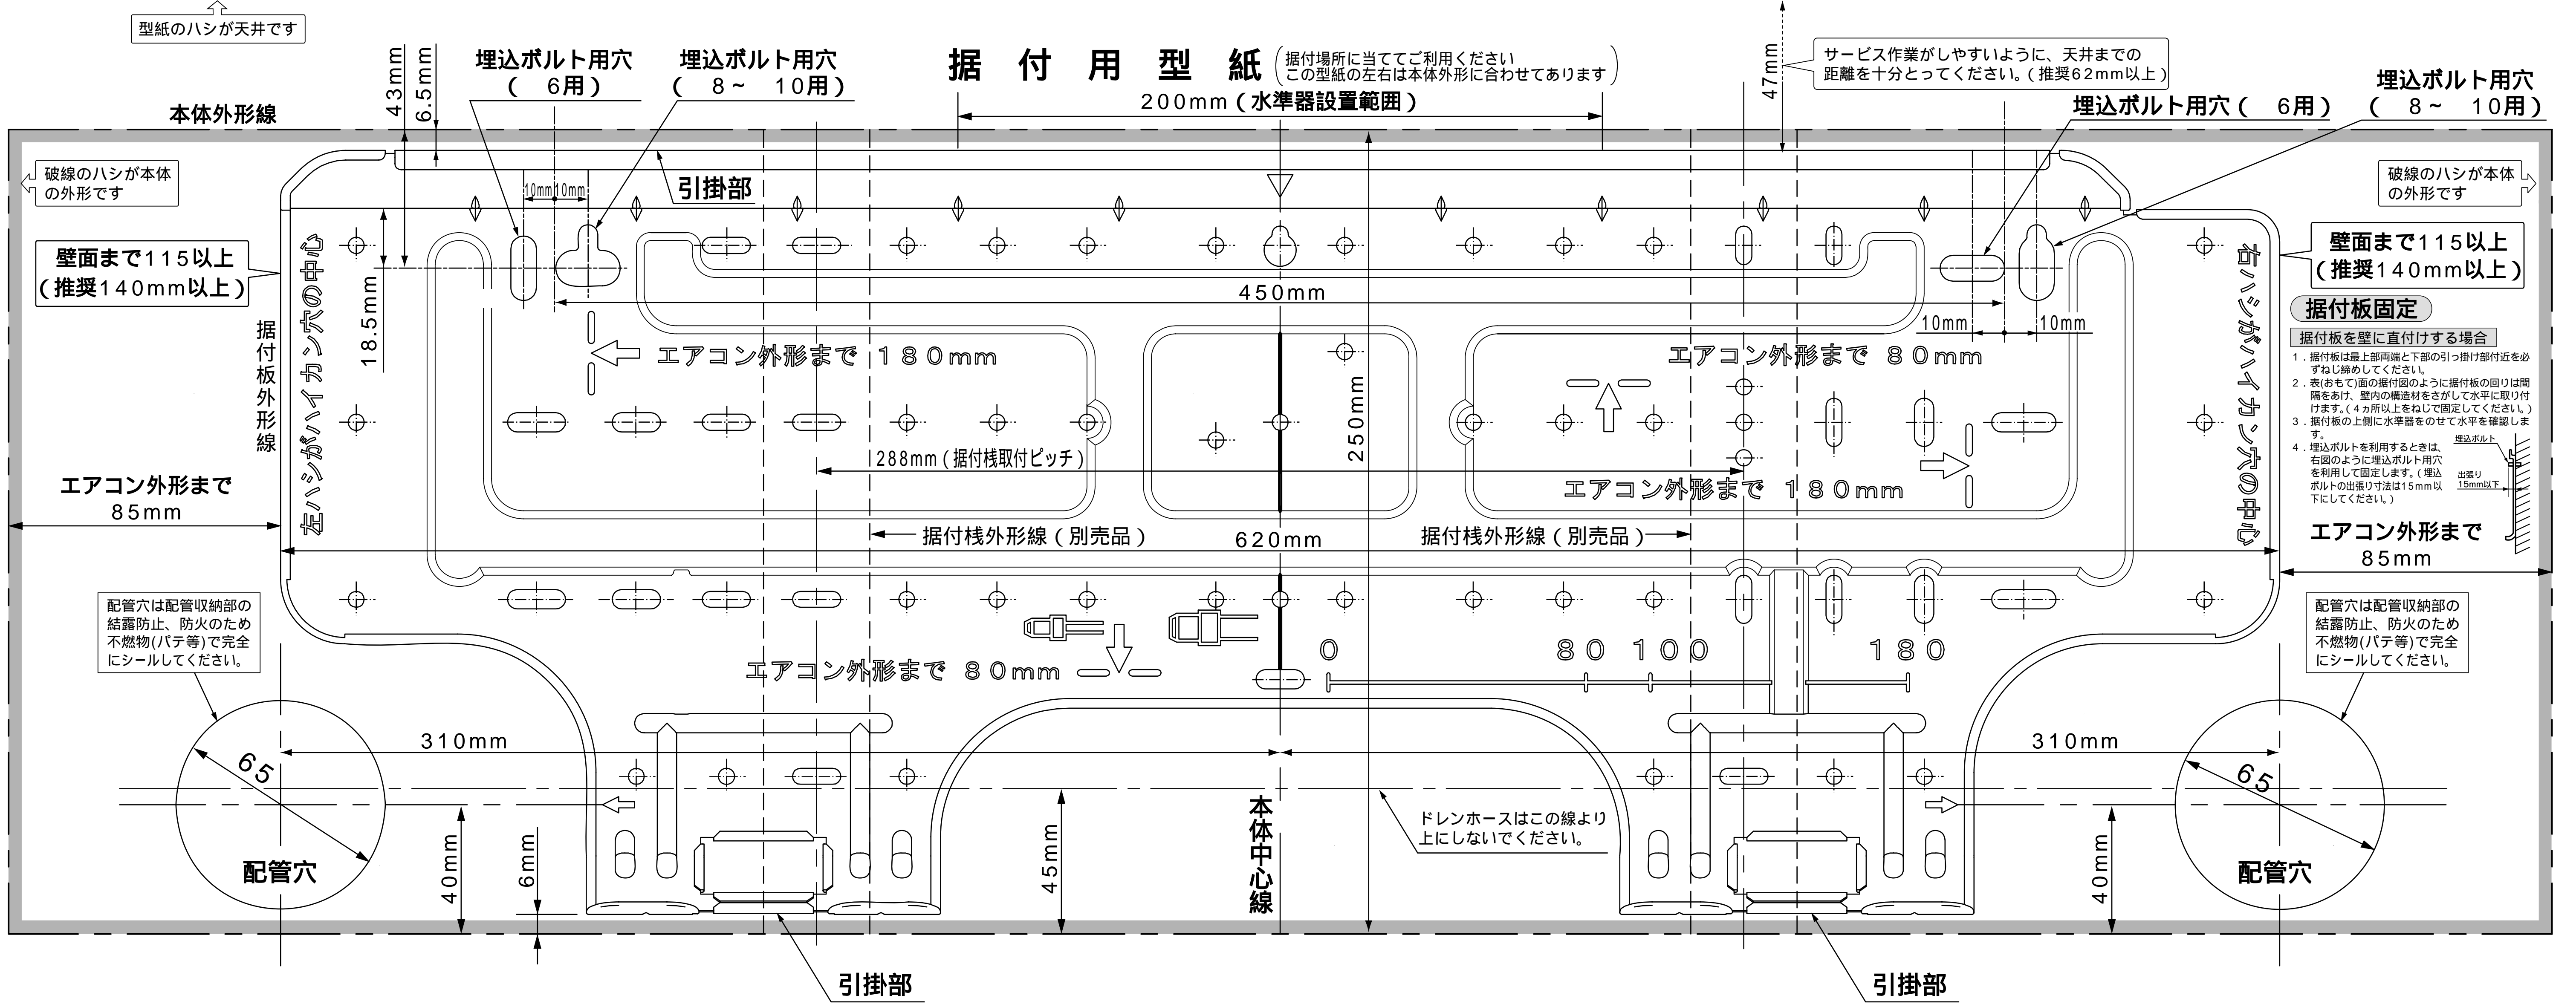 型紙のハシが天井です
据付用型紙
据付場所に当ててご利用ください
この型紙の左右は本体外形に合わせてあります
サービス作業がしやすいように、天井までの
距離を十分とってください。(推奨62mm以上)
47mm
埋込ボルト用穴
( 6用)
埋込ボルト用穴
( 8~ 10用)
43mm
6.5mm
200mm(水準器設置範囲)
埋込ボルト用穴( 6用)
埋込ボルト用穴
( 8~ 10用)
本体外形線
破線のハシが本体
の外形です
引掛部
10mm
10mm
破線のハシが本体
の外形です
壁面まで115以上
(推奨140mm以上)
左ハシがハイカン穴の中心
右ハシがハイカン穴の中心
壁面まで115以上
(推奨140mm以上)
18.5mm
450mm
10mm
10mm
据付板外形線
エアコン外形まで 180mm
エアコン外形まで 80mm
250mm
288mm(据付桟取付ピッチ)
エアコン外形まで 180mm
据付板固定
据付板を壁に直付けする場合
1.据付板は最上部両端と下部の引っ掛け部付近を必
ずねじ締めしてください。
2.表(おもて)面の据付図のように据付板の回りは間
隔をあけ、壁内の構造材をさがして水平に取り付
けます。(4ヵ所以上をねじで固定してください。)
3.据付板の上側に水準器をのせて水平を確認しま
す。
4.埋込ボルトを利用するときは、
右図のように埋込ボルト用穴
を利用して固定します。(埋込
ボルトの出張り寸法は15mm以
下にしてください。)
埋込ボルト
出張り
15mm以下
エアコン外形まで
85mm
据付桟外形線(別売品)
620mm
据付桟外形線(別売品)
エアコン外形まで
85mm
配管穴は配管収納部の
結露防止、防火のため
不燃物(パテ等)で完全
にシールしてください。
エアコン外形まで 80mm
0
80
100
180
配管穴は配管収納部の
結露防止、防火のため
不燃物(パテ等)で完全
にシールしてください。
310mm
310mm
65
配管穴
40mm
6mm
45mm
本体中心線
ドレンホースはこの線より
上にしないでください。
40mm
65
配管穴
引掛部
引掛部